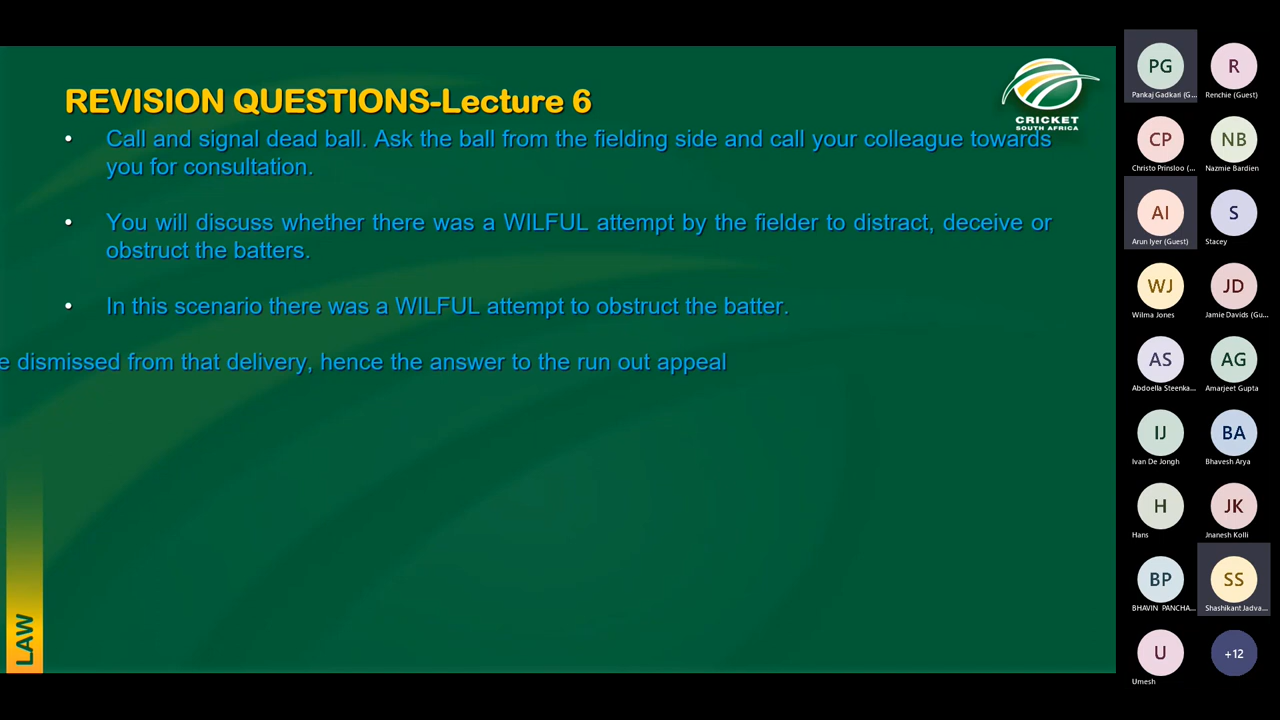 REVISION QUESTIONS-Lecture 6
CRICKET
SOUTH AFRICA
• Call and signal dead ball. Ask the ball from the fielding side and call your colleague towards
you for consultation.
• You will discuss whether there was a WILFUL attempt by the fielder to distract, deceive or
obstruct the batters.
• In this scenario there was a WILFUL attempt to obstruct the batter.
e dismissed from that delivery, hence the answer to the run out appeal
LAW
PG
Pankaj Gadkari (G...
R
Renchie (Guest)
CP
Christo Prinsloo (...
NB
Nazmie Bardien
AI
Arun Iyer (Guest)
S
Stacey
WJ
Wilma Jones
JD
Jamie Davids (Gu...
AS
Abdoella Steenka...
AG
Amarjeet Gupta
IJ
Ivan De Jongh
BA
Bhavesh Arya
H
Hans
JK
Jnanesh Kolli
BP
BHAVIN PANCHA...
SS
Shashikant Jadva...
U
Umesh
+12